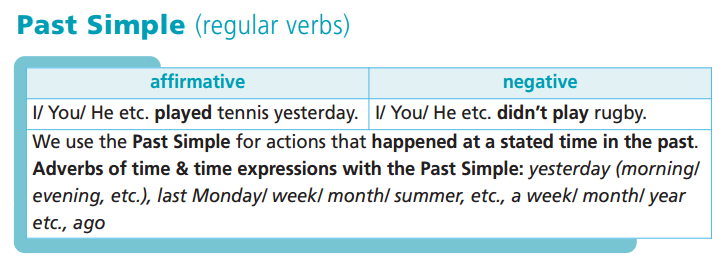 Past Simple (regular verbs)
affirmative negative
I/ You/ He etc. played tennis yesterday. I/ You/ He etc. didn't play rugby.
We use the Past Simple for actions that happened at a stated time in the past.
Adverbs of time & time expressions with the Past Simple: yesterday (morning/
evening, etc.), last Monday/ week/ month/ summer, etc., a week/ month/ year
etc., ago